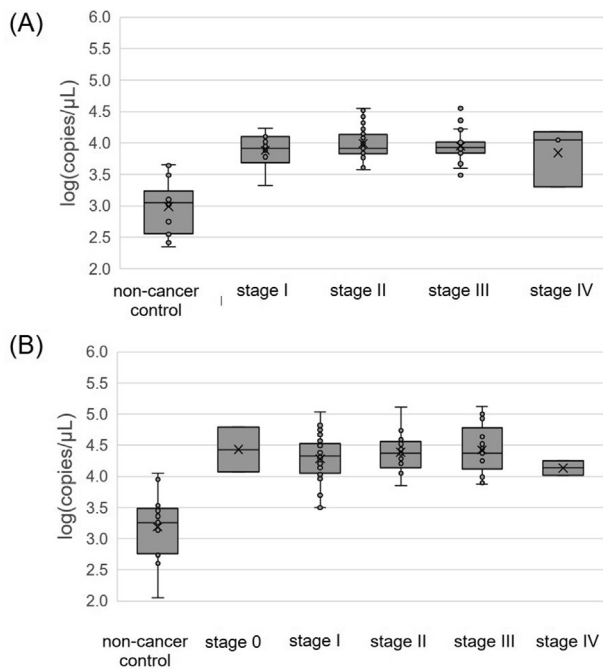 (A)
log(copies/µL)
6.0
5.5
5.0
4.5
4.0
3.5
3.0
2.5
2.0
non-cancer
control
stage I
stage II
stage III
stage IV
(B)
log(copies/µL)
6.0
5.5
5.0
4.5
4.0
3.5
3.0
2.5
2.0
non-cancer
control
stage 0
stage I
stage II
stage III
stage IV